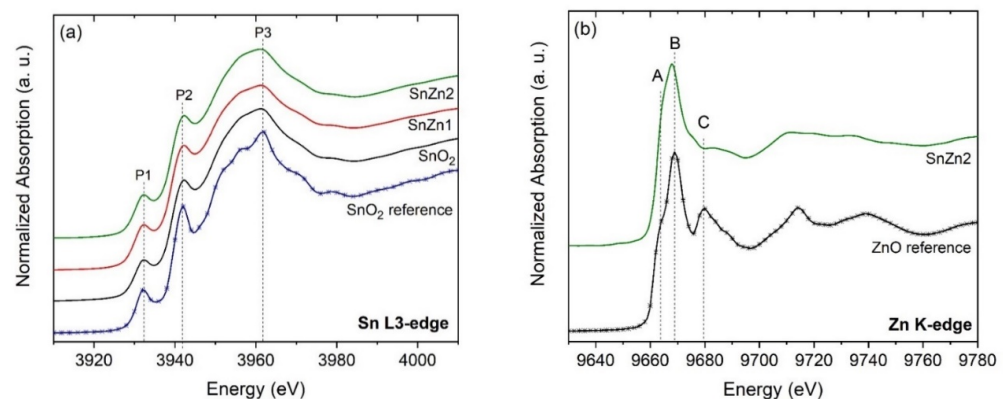 (a)
P3
P2
P1
SnZn2
SnZn1
SnO₂
SnO₂ reference
Sn L3-edge
Normalized Absorption (a. u.)
3920 3940 3960 3980 4000
Energy (eV)
(b)
B
A
C
SnZn2
ZnO reference
Zn K-edge
Normalized Absorption (a. u.)
9640 9660 9680 9700 9720 9740 9760 9780
Energy (eV)